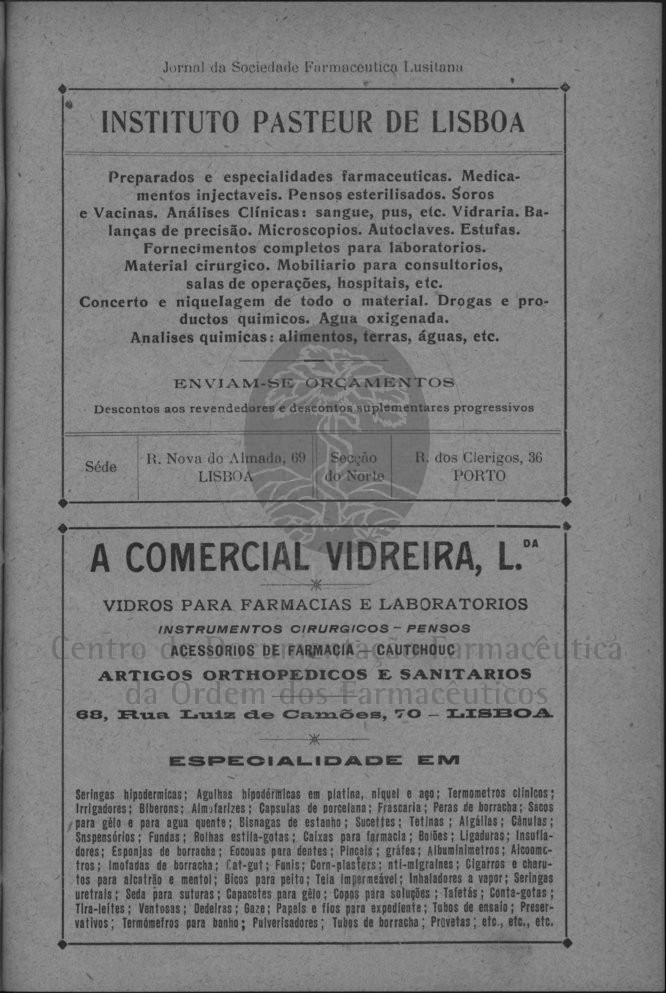 Jornal da Sociedade Farmaceutica Lusitana
INSTITUTO PASTEUR DE LISBOA
Preparados e especialidades farmaceuticas. Medica-
mentos injectaveis. Pensos esterilisados. Soros
e Vacinas. Análises Clínicas: sangue, pus, etc. Vidraria. Ba-
lanças de precisão. Microscopios. Autoclaves. Estufas.
Fornecimentos completos para laboratorios.
Material cirurgico. Mobiliario para consultorios,
salas de operações, hospitais, etc.
Concerto e niquelagem de todo o material. Drogas e pro-
ductos quimicos. Agua oxigenada.
Analises quimicas: alimentos, terras, águas, etc.
ENVIAM-SE ORÇAMENTOS
Descontos aos revendedores e descontos suplementares progressivos
Séde
R. Nova do Almada, 69
LISBOA
Secção
do Norte
R. dos Clerigos, 36
PORTO
A COMERCIAL VIDREIRA, L.DA
VIDROS PARA FARMACIAS E LABORATORIOS
INSTRUMENTOS CIRURGICOS - PENSOS
Centro de Documentação Farmacêutica
ACESSORIOS DE FARMACIA - CAUTCHOUC
ARTIGOS ORTHOPEDICOS E SANITARIOS
da Ordem dos Farmacêuticos
68, Rua Luiz de Camões, 70 - LISBOA
ESPECIALIDADE EM
Seringas hipodermicas; Agulhas hipodérmicas em platina, niquel e aço; Termometros clinicos;
Irrigadores; Biberons; Almofarizes; Capsulas de porcelana; Frascaria; Peras de borracha; Sacos
para gêlo e para agua quente; Bisnagas de estanho; Sucettes; Tetinas; Algálias; Cânulas;
Snspensórios; Fundas; Rolhas estila-gotas; Caixas para farmacia; Boiões; Ligaduras; Insufla-
dores; Esponjas de borracha; Escovas para dentes; Pinceis; gráfes; Albuminimetros; Alcoome-
tros; Imofadas de borracha; Cat-gut; Funis; Corn-plasters; nti-migraines; Cigarros e charu-
tos para alcatrão e mentol; Bicos para peito; Tela impermeável; Inhaladores a vapor; Seringas
uretrais; Seda para suturas; Capacetes para gêlo; Copos para soluções; Tafetás; Conta-gotas;
Tira-leites; Ventosas; Dedeiras; Gaze; Papeis e fios para expediente; Tubos de ensaio; Preser-
vativos; Termómetros para banho; Pulverisadores; Tubos de borracha; Provetas; etc., etc., etc.